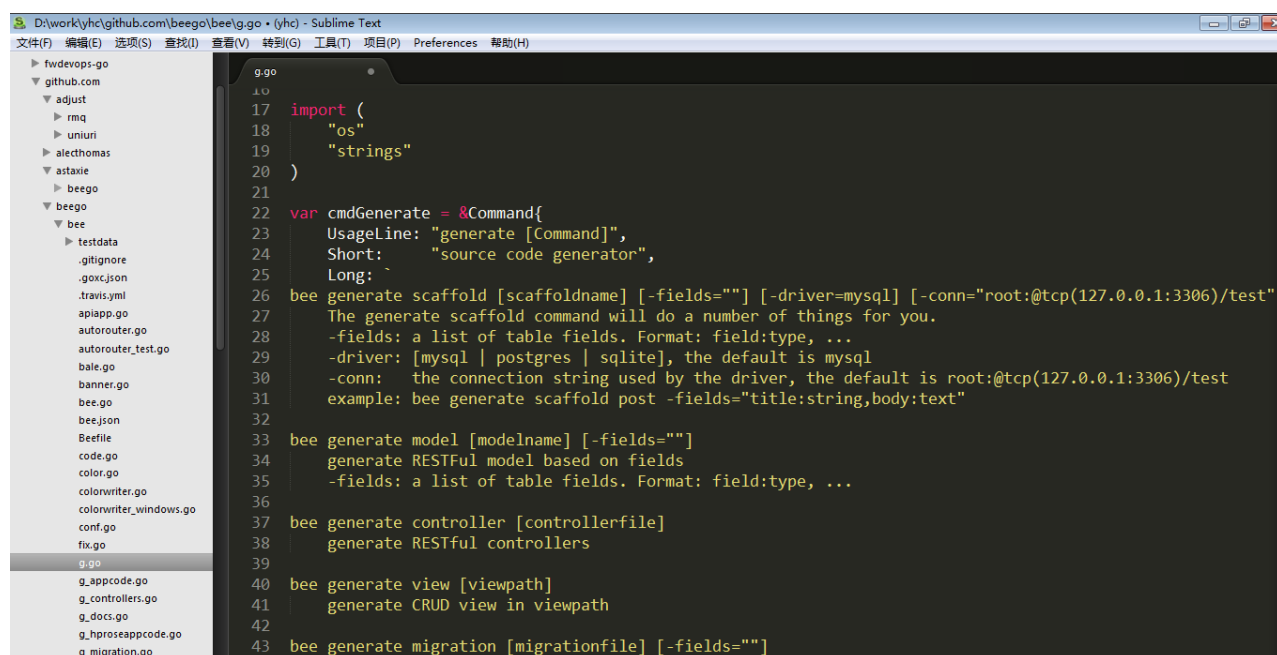 D:\work\yhc\github.com\beego\bee\g.go • (yhc) - Sublime Text
文件(F) 编辑(E) 选项(S) 查找(I) 查看(V) 转到(G) 工具(T) 项目(P) Preferences 帮助(H)
fwdevops-go
github.com
adjust
rmq
uniuri
alecthomas
astaxie
beego
beego
bee
testdata
.gitignore
.goxc.json
.travis.yml
apiapp.go
autorouter.go
autorouter_test.go
bale.go
banner.go
bee.go
bee.json
Beefile
code.go
color.go
colorwriter.go
colorwriter_windows.go
conf.go
fix.go
g.go
g_appcode.go
g_controllers.go
g_docs.go
g_hproseappcode.go
g_migration.go
g.go
16
17 import (
18 "os"
19 "strings"
20 )
21
22 var cmdGenerate = &Command{
23 UsageLine: "generate [Command]",
24 Short: "source code generator",
25 Long: `
26 bee generate scaffold [scaffoldname] [-fields=""] [-driver=mysql] [-conn="root:@tcp(127.0.0.1:3306)/test"
27 The generate scaffold command will do a number of things for you.
28 -fields: a list of table fields. Format: field:type, ...
29 -driver: [mysql | postgres | sqlite], the default is mysql
30 -conn: the connection string used by the driver, the default is root:@tcp(127.0.0.1:3306)/test
31 example: bee generate scaffold post -fields="title:string,body:text"
32
33 bee generate model [modelname] [-fields=""]
34 generate RESTFul model based on fields
35 -fields: a list of table fields. Format: field:type, ...
36
37 bee generate controller [controllerfile]
38 generate RESTful controllers
39
40 bee generate view [viewpath]
41 generate CRUD view in viewpath
42
43 bee generate migration [migrationfile] [-fields=""]